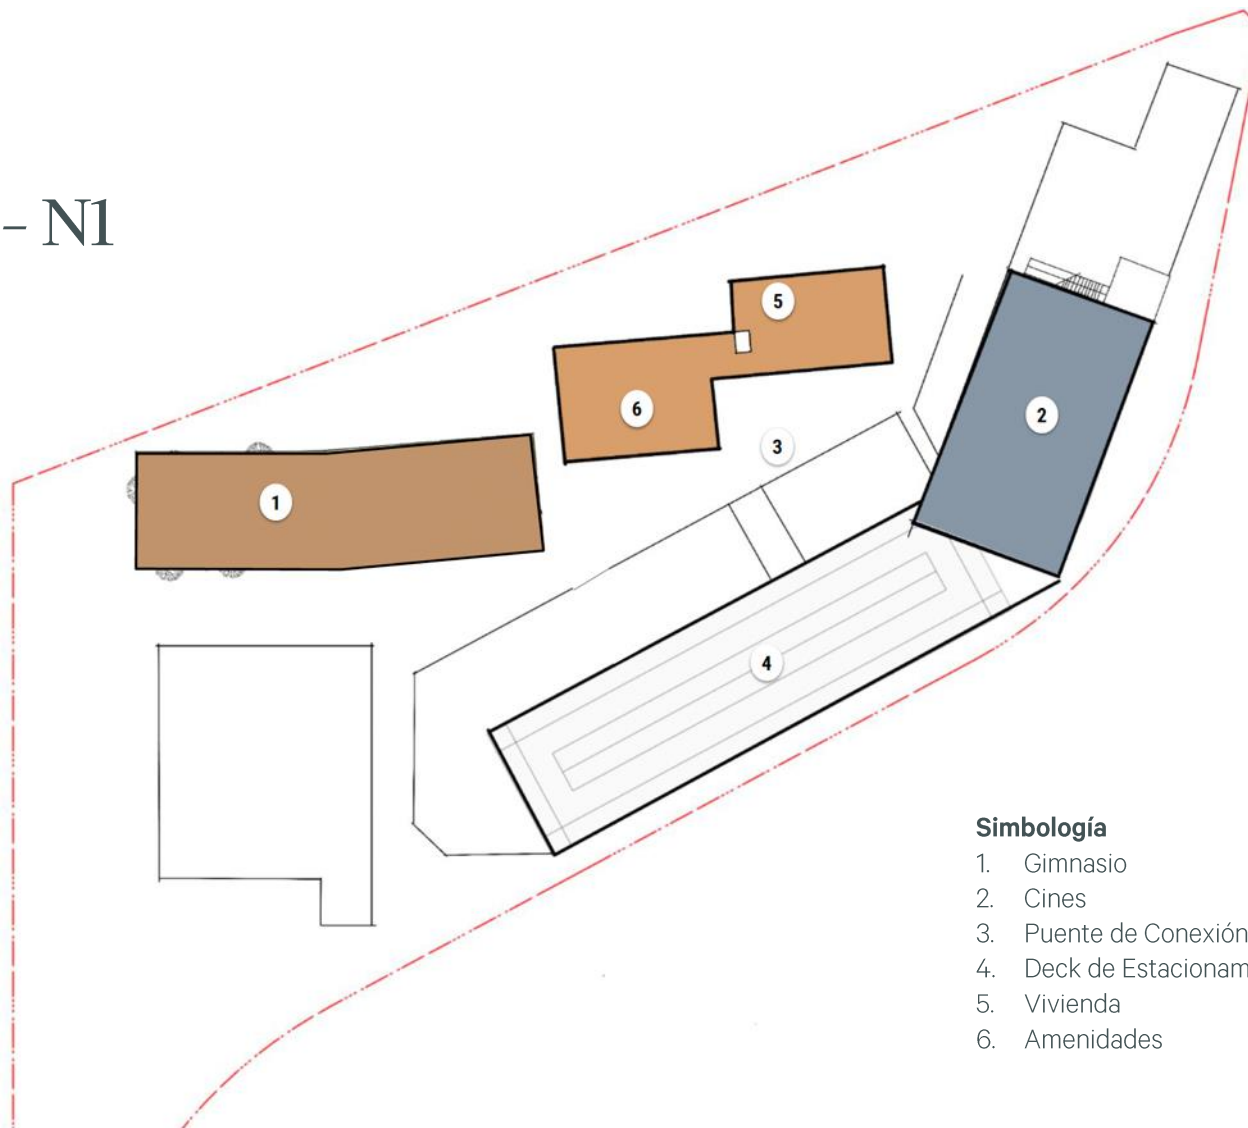 – N1
5
2
6
3
1
4
Simbología
1. Gimnasio
2. Cines
3. Puente de Conexión
4. Deck de Estacionam
5. Vivienda
6. Amenidades